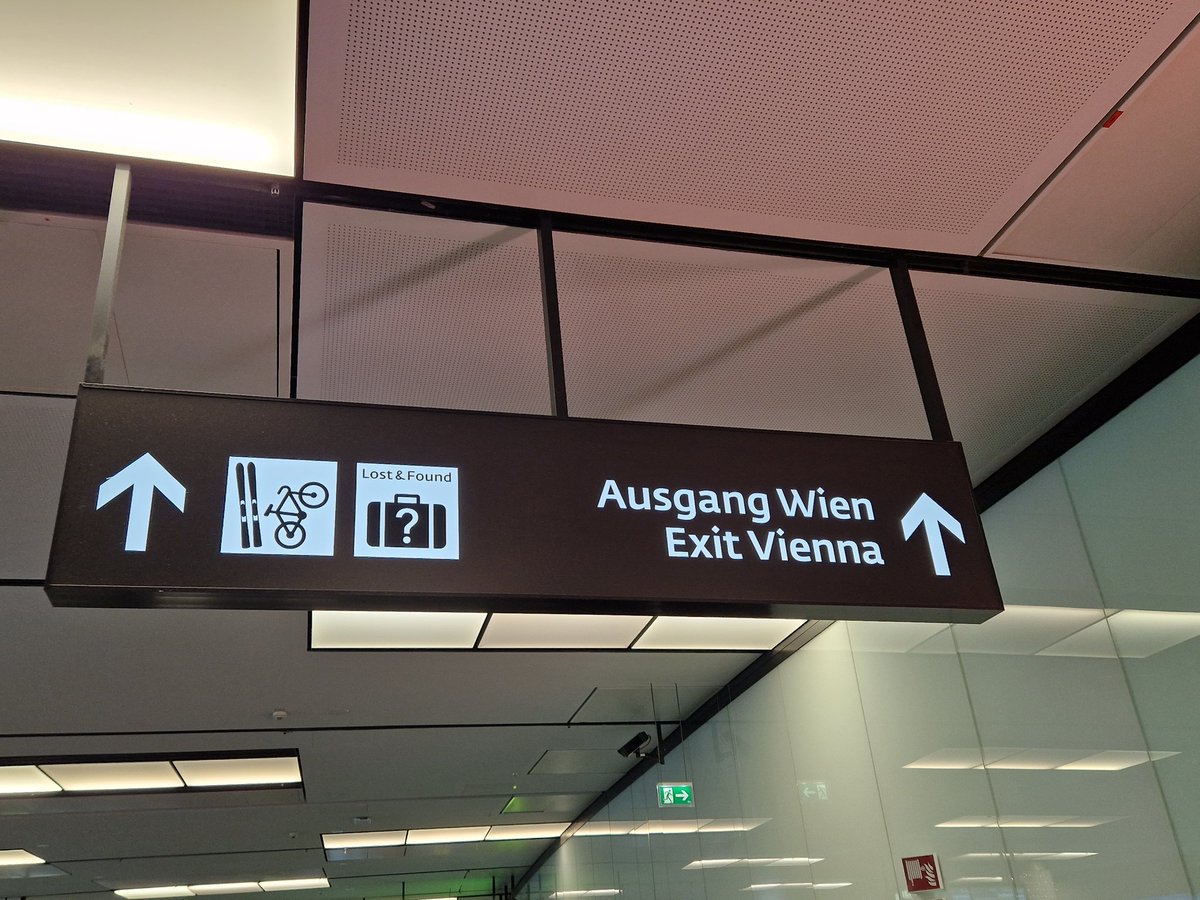 Lost & Found
?
Ausgang Wien
Exit Vienna